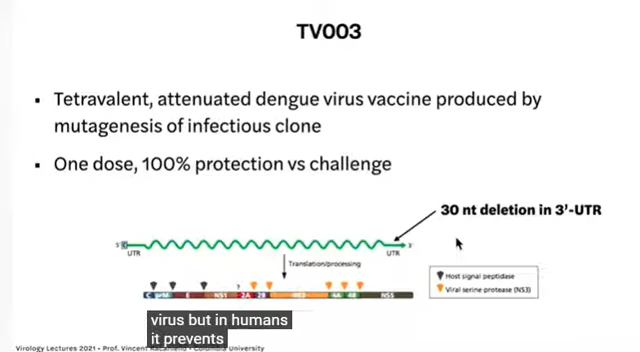 TV003
▪ Tetravalent, attenuated dengue virus vaccine produced by
mutagenesis of infectious clone
▪ One dose, 100% protection vs challenge
30 nt deletion in 3'-UTR
5' 3'
UTR UTR
Translation/processing
Host signal peptidase
Viral serine protease (NS3)
?
C prM E NS1 2A 2B NS3 4A 4B NS5
virus but in humans
it prevents
Virology Lectures 2021 • Prof. Vincent University